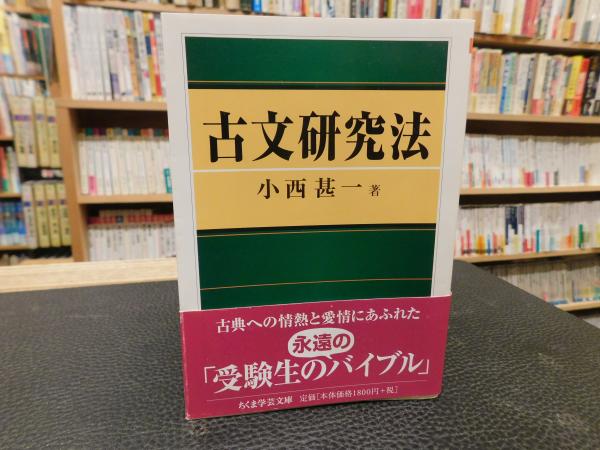 古文研究法
小西甚一 著
古典への情熱と愛情にあふれた
永遠の
「受験生のバイブル」
ちくま学芸文庫 定価[本体価格1800円+税]